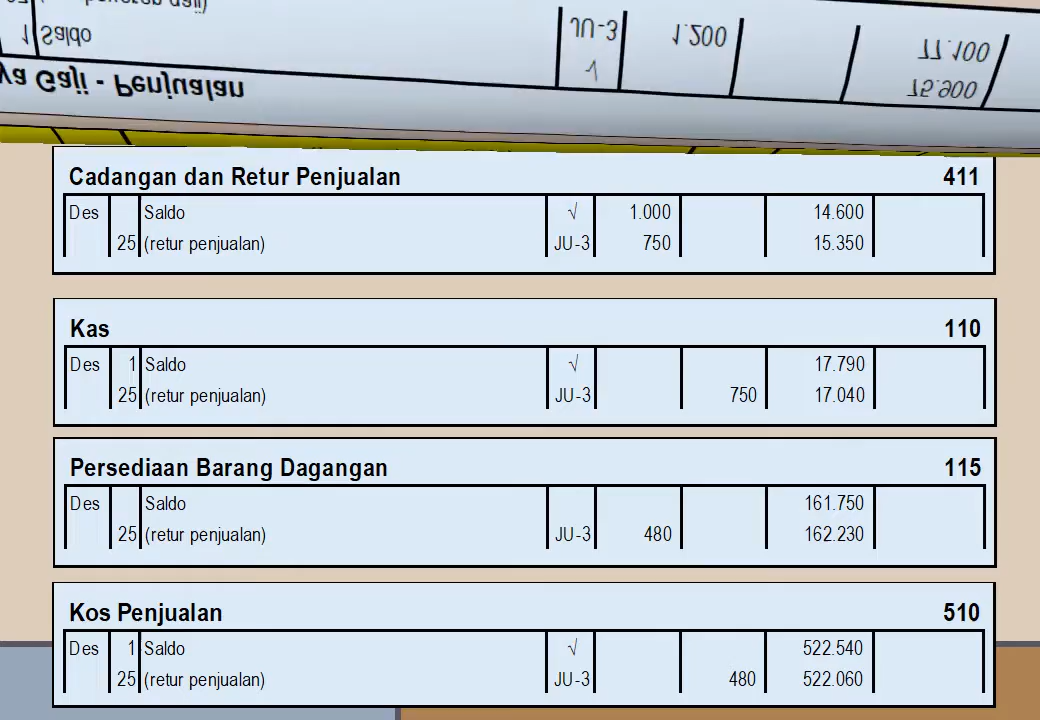 1 Saldo JU-3 1.200 77.100
ya Gaji - Penjualan √ 75.900
Cadangan dan Retur Penjualan 411
Des Saldo √ 1.000 14.600
25 (retur penjualan) JU-3 750 15.350
Kas 110
Des 1 Saldo √ 17.790
25 (retur penjualan) JU-3 750 17.040
Persediaan Barang Dagangan 115
Des Saldo 161.750
25 (retur penjualan) JU-3 480 162.230
Kos Penjualan 510
Des 1 Saldo √ 522.540
25 (retur penjualan) JU-3 480 522.060